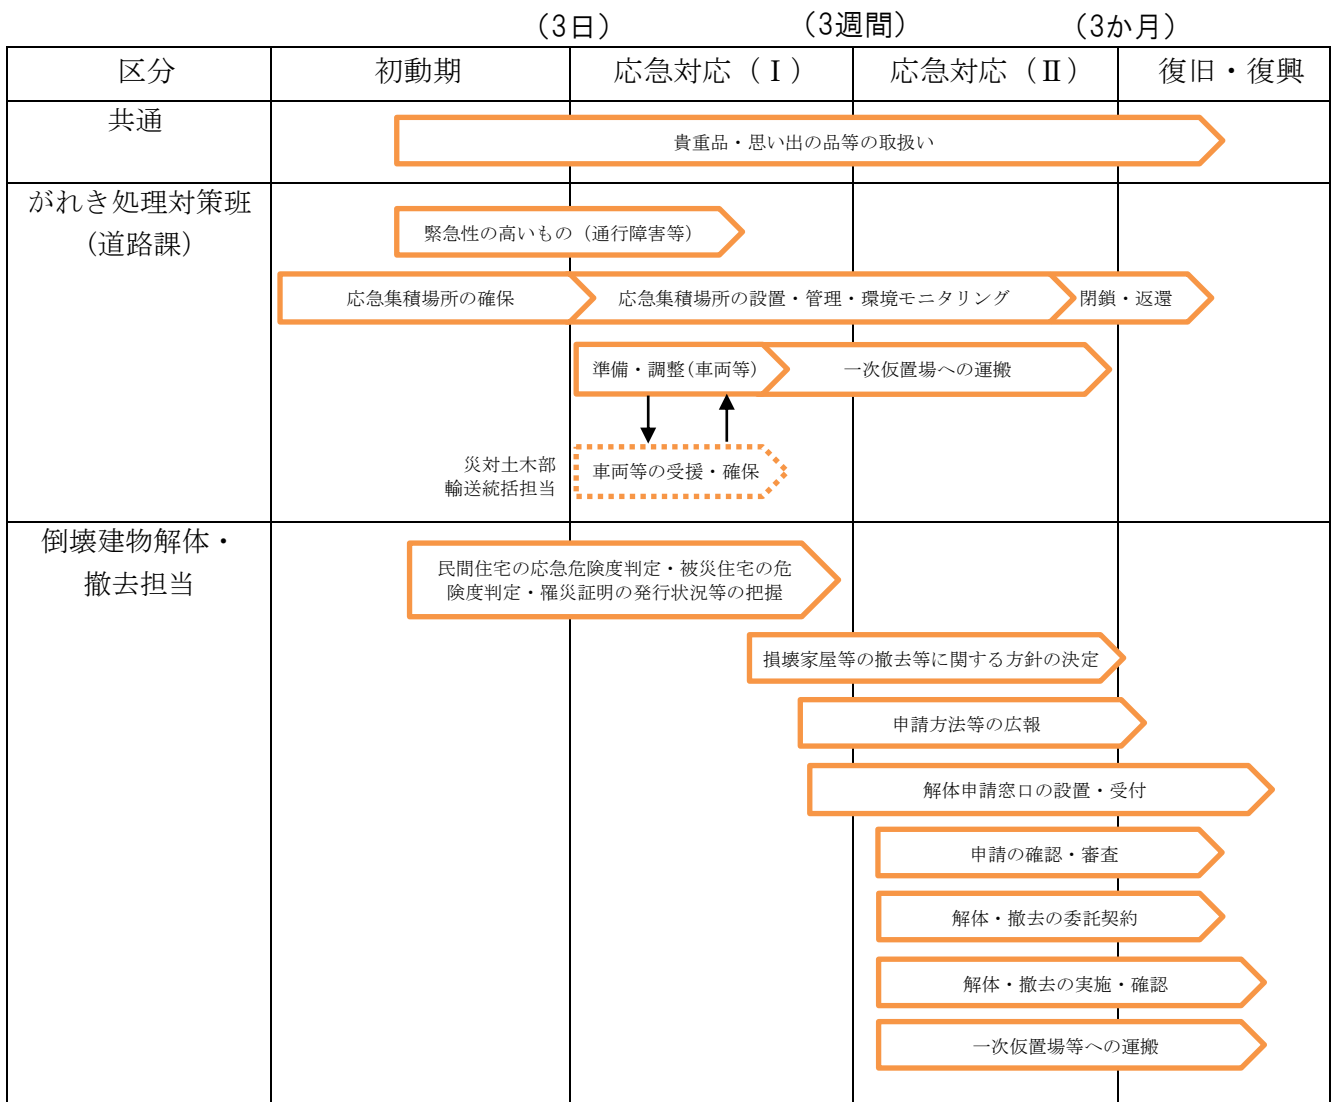 （3日）
（3週間）
（3か月）
区分
初動期
応急対応（Ⅰ）
応急対応（Ⅱ）
復旧・復興
共通
貴重品・思い出の品等の取扱い
がれき処理対策班
（道路課）
緊急性の高いもの（通行障害等）
応急集積場所の確保
応急集積場所の設置・管理・環境モニタリング
閉鎖・返還
準備・調整(車両等)
一次仮置場への運搬
災対土木部
輸送統括担当
車両等の受援・確保
倒壊建物解体・
撤去担当
民間住宅の応急危険度判定・被災住宅の危
険度判定・罹災証明の発行状況等の把握
損壊家屋等の撤去等に関する方針の決定
申請方法等の広報
解体申請窓口の設置・受付
申請の確認・審査
解体・撤去の委託契約
解体・撤去の実施・確認
一次仮置場等への運搬